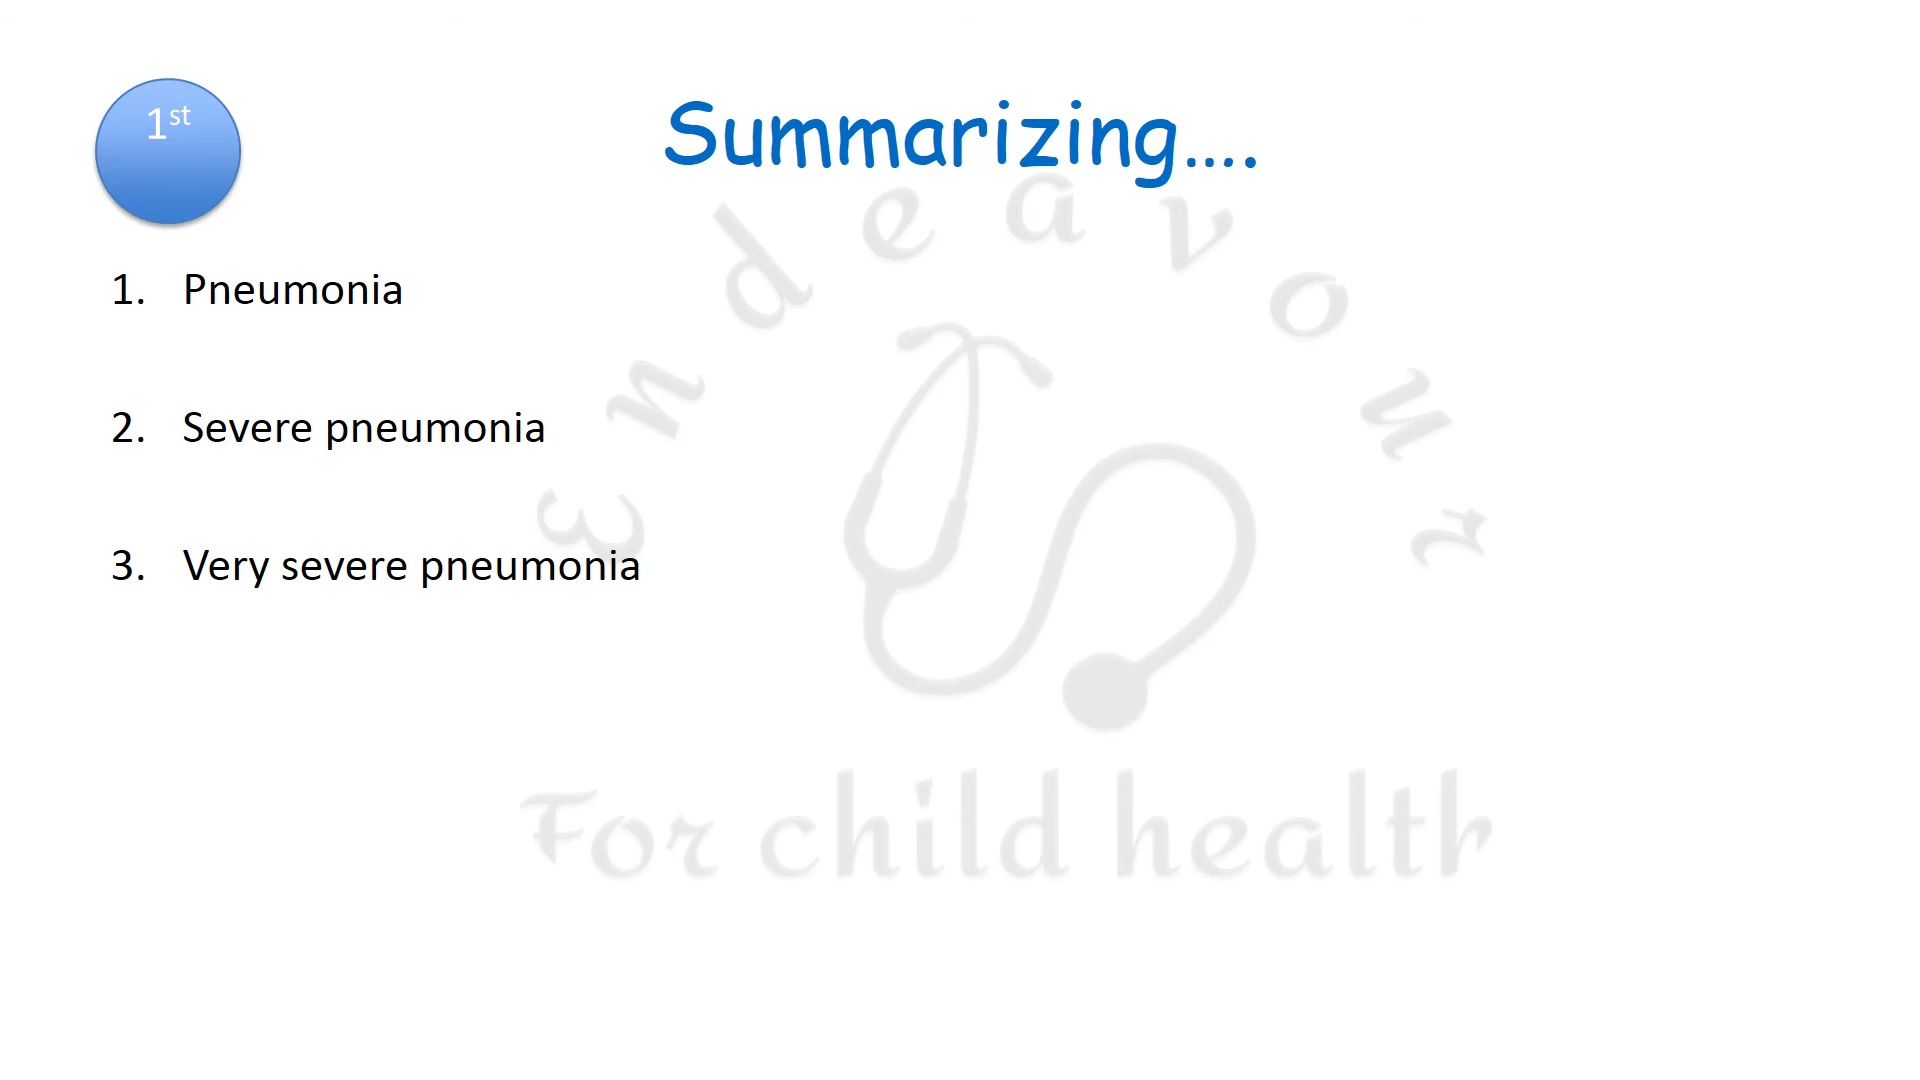 1st
Summarizing....
1. Pneumonia
2. Severe pneumonia
3. Very severe pneumonia
Endeavour
For child health